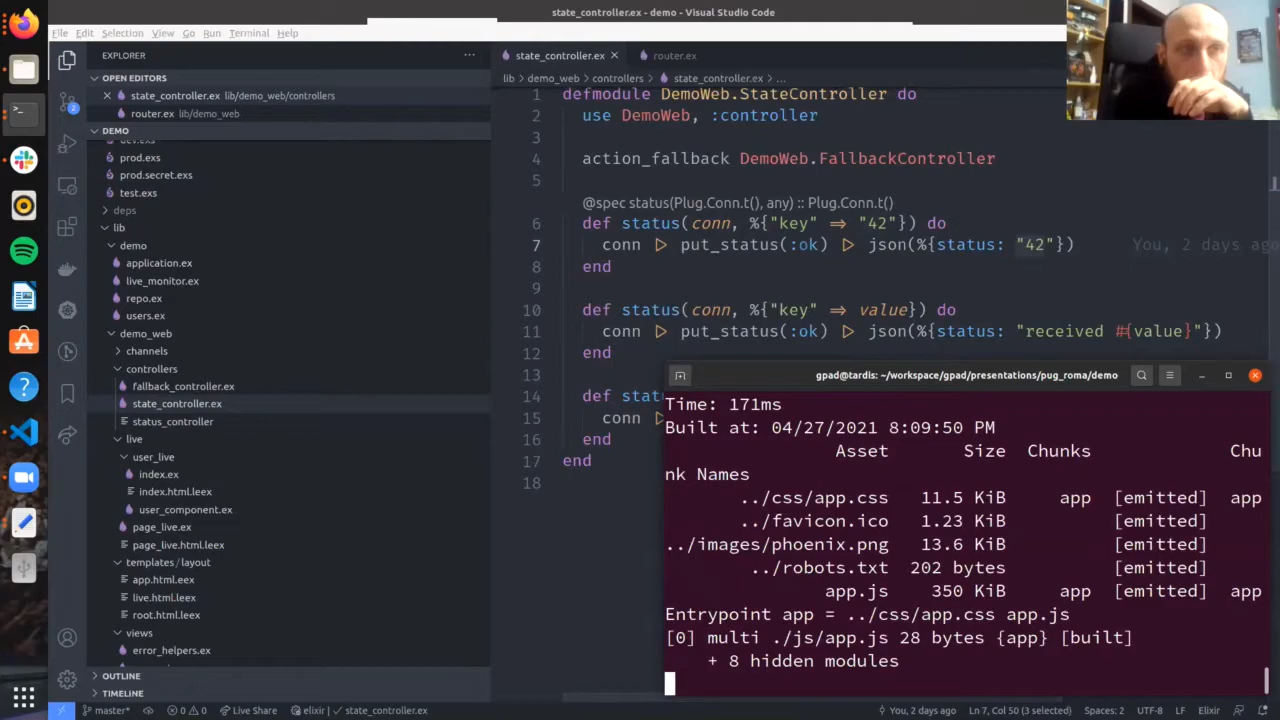 state_controller.ex - demo - Visual Studio Code
File Edit Selection View Go Run Terminal Help
EXPLORER
OPEN EDITORS
state_controller.ex lib/demo_web/controllers
router.ex lib/demo_web
DEMO
dev.exs
prod.exs
prod.secret.exs
test.exs
deps
lib
demo
application.ex
live_monitor.ex
repo.ex
users.ex
demo_web
channels
controllers
fallback_controller.ex
state_controller.ex
status_controller
live
user_live
index.ex
index.html.leex
user_component.ex
page_live.ex
page_live.html.leex
templates/layout
app.html.eex
live.html.leex
root.html.leex
views
error_helpers.ex
OUTLINE
TIMELINE
state_controller.ex
router.ex
lib > demo_web > controllers > state_controller.ex > ...
1 defmodule DemoWeb.StateController do
2 use DemoWeb, :controller
3
4 action_fallback DemoWeb.FallbackController
5
@spec status(Plug.Conn.t(), any) :: Plug.Conn.t()
6 def status(conn, %{"key" => "42"}) do
7 conn |> put_status(:ok) |> json(%{status: "42"}) You, 2 days ago
8 end
9
10 def status(conn, %{"key" => value}) do
11 conn |> put_status(:ok) |> json(%{status: "received #{value}"})
12 end
13
14 def stat
15 conn
16 end
17 end
18
gpad@tardis: ~/workspace/gpad/presentations/pug_roma/demo
Time: 171ms
Built at: 04/27/2021 8:09:50 PM
Asset Size Chunks Chu
nk Names
../css/app.css 11.5 KiB app [emitted] app
../favicon.ico 1.23 KiB [emitted]
../images/phoenix.png 13.6 KiB [emitted]
../robots.txt 202 bytes [emitted]
app.js 350 KiB app [emitted] app
Entrypoint app = ../css/app.css app.js
[0] multi ./js/app.js 28 bytes {app} [built]
+ 8 hidden modules
master* 0 0 Live Share elixir state_controller.ex You, 2 days ago Ln 7, Col 50 (3 selected) Spaces: 2 UTF-8 LF Elixir